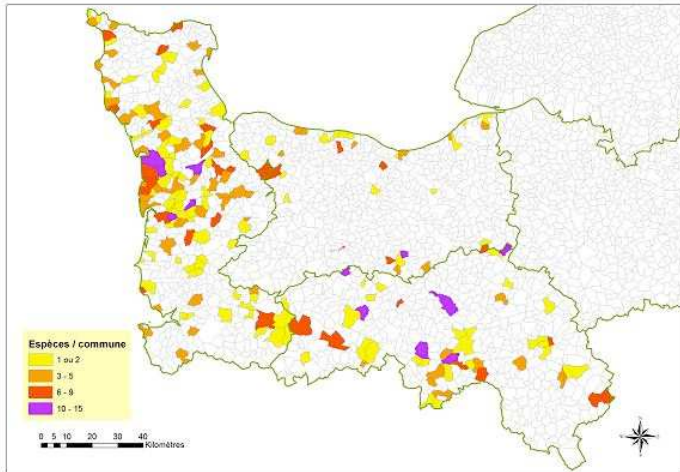 Espèces / commune
1 ou 2
3 - 5
6 - 9
10 - 15
0 5 10 20 30 40
Kilomètres